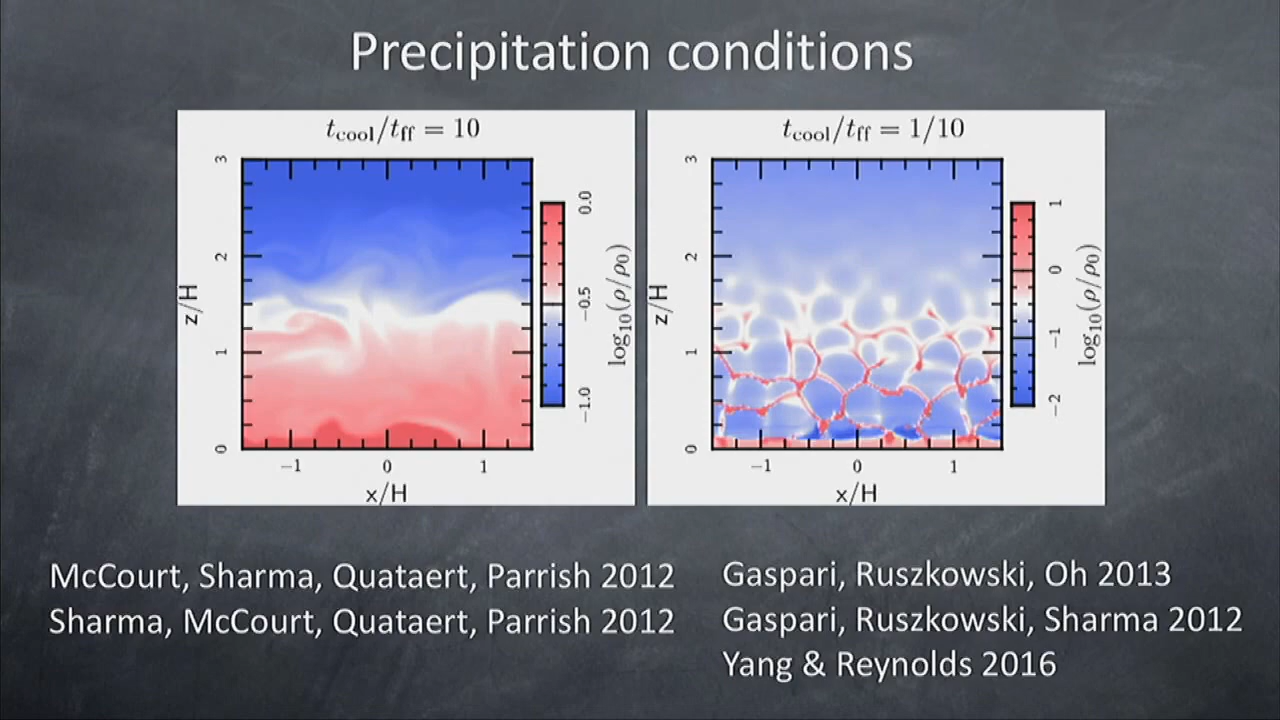 Precipitation conditions
t_cool/t_ff = 10
t_cool/t_ff = 1/10
3
2
1
0
z/H
−1
0
1
x/H
0.0
−0.5
−1.0
log10(ρ/ρ0)
3
2
1
0
z/H
−1
0
1
x/H
1
0
−1
−2
log10(ρ/ρ0)
McCourt, Sharma, Quataert, Parrish 2012
Sharma, McCourt, Quataert, Parrish 2012
Gaspari, Ruszkowski, Oh 2013
Gaspari, Ruszkowski, Sharma 2012
Yang & Reynolds 2016